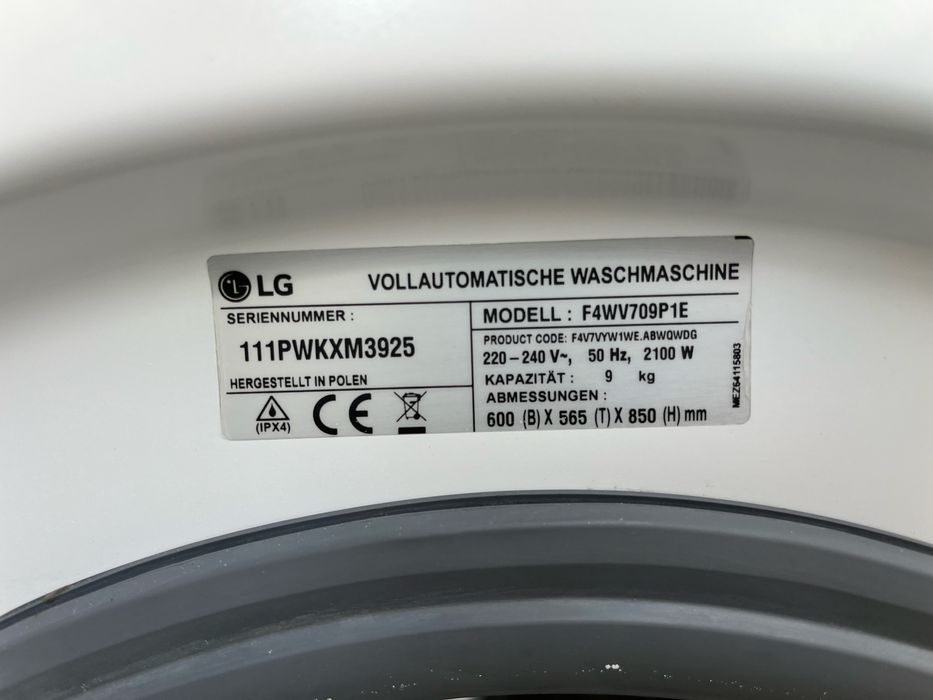 LG VOLLAUTOMATISCHE WASCHMASCHINE
SERIENNUMMER :
111PWKXM3925
HERGESTELLT IN POLEN
(IPX4)
CE
MODELL : F4WV709P1E
PRODUCT CODE: F4V7VYW1WE.ABWQWDG
220–240 V~, 50 Hz, 2100 W
KAPAZITÄT : 9 kg
ABMESSUNGEN :
600 (B) X 565 (T) X 850 (H) mm
MEZ64115803